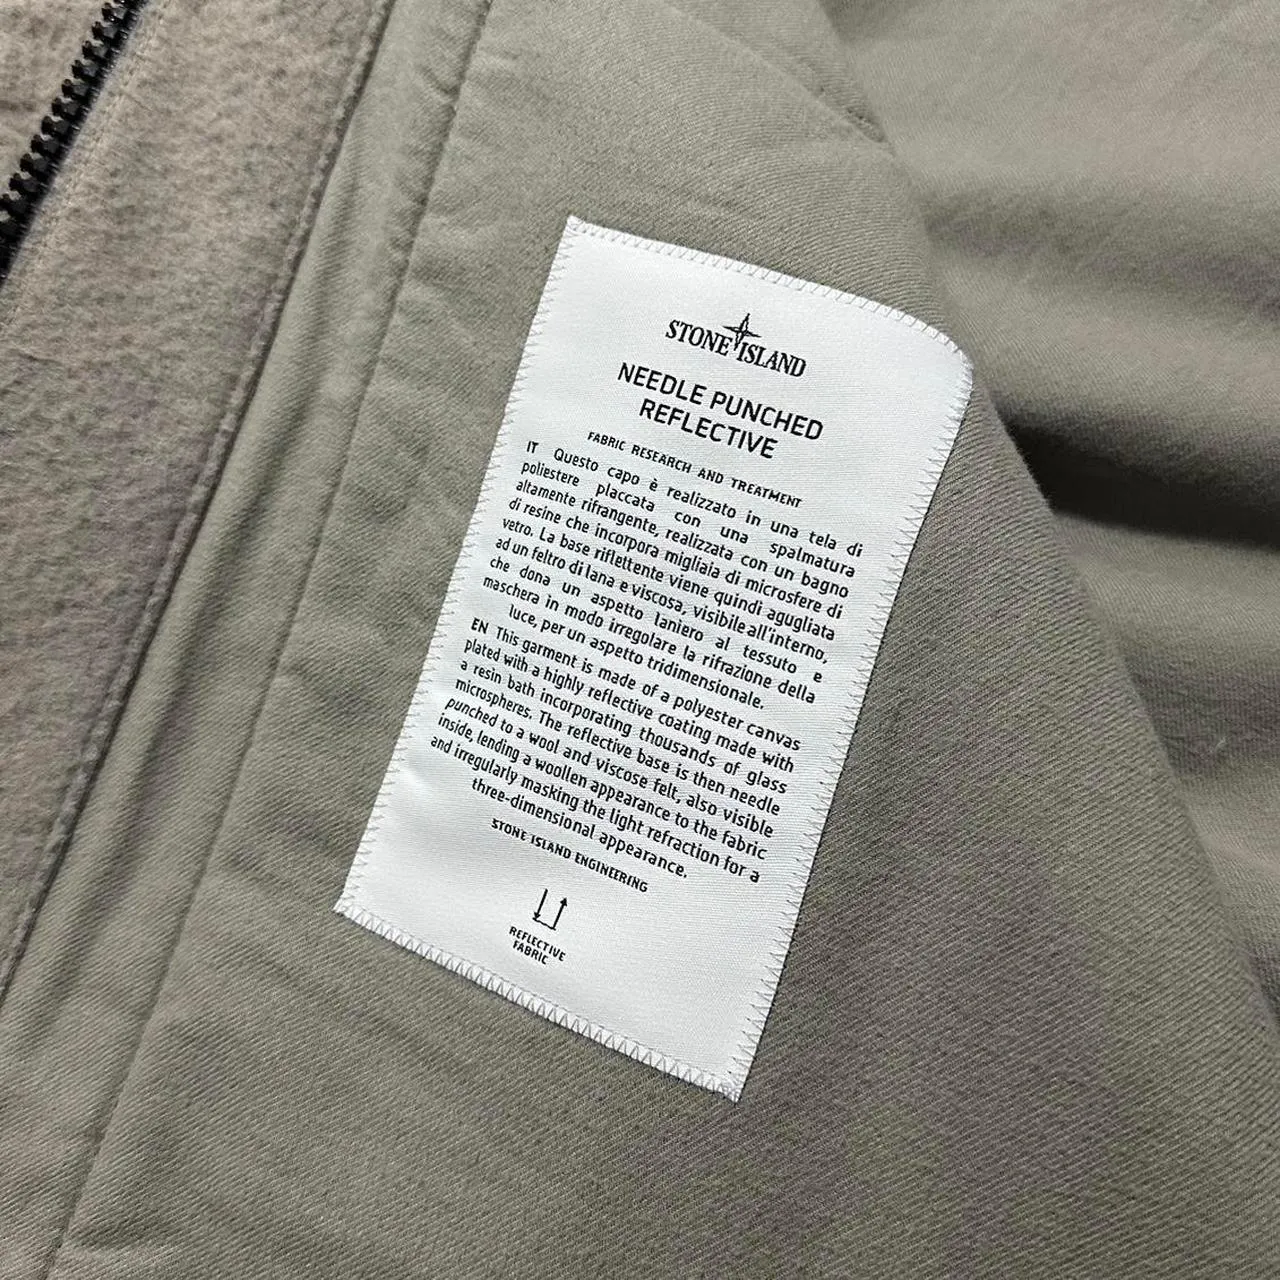 STONE ISLAND
NEEDLE PUNCHED
REFLECTIVE
FABRIC RESEARCH AND TREATMENT
IT Questo capo è realizzato in una tela di
poliestere placcata con una spalmatura
altamente rifrangente, realizzata con un bagno
di resine che incorpora migliaia di microsfere di
vetro. La base riflettente viene quindi agugliata
ad un feltro di lana e viscosa, visibile all'interno,
che dona un aspetto laniero al tessuto e
maschera in modo irregolare la rifrazione della
luce, per un aspetto tridimensionale.
EN This garment is made of a polyester canvas
plated with a highly reflective coating made with
a resin bath incorporating thousands of glass
microspheres. The reflective base is then needle
punched to a wool and viscose felt, also visible
inside, lending a woollen appearance to the fabric
and irregularly masking the light refraction for a
three-dimensional appearance.
STONE ISLAND ENGINEERING
REFLECTIVE
FABRIC